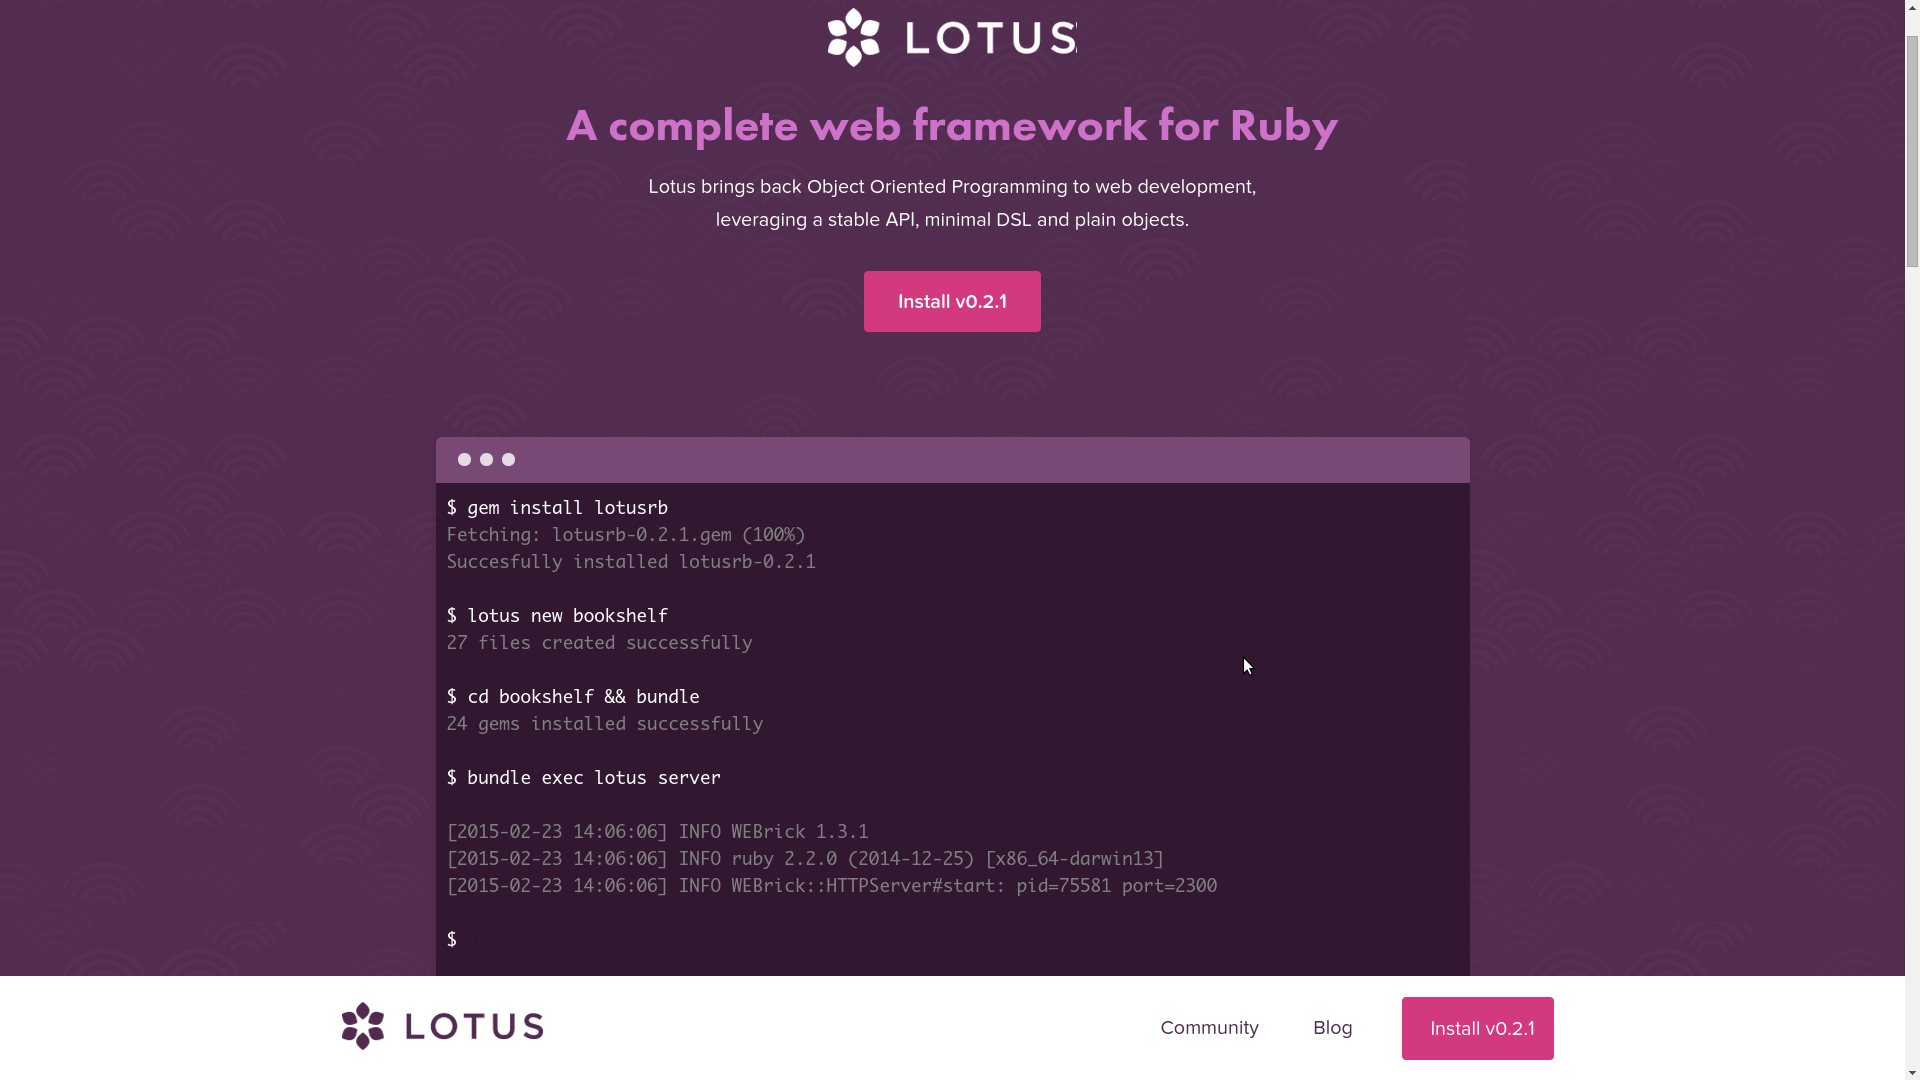 LOTUS
A complete web framework for Ruby
Lotus brings back Object Oriented Programming to web development,
leveraging a stable API, minimal DSL and plain objects.
Install v0.2.1
$ gem install lotusrb
Fetching: lotusrb-0.2.1.gem (100%)
Succesfully installed lotusrb-0.2.1
$ lotus new bookshelf
27 files created successfully
$ cd bookshelf && bundle
24 gems installed successfully
$ bundle exec lotus server
[2015-02-23 14:06:06] INFO WEBrick 1.3.1
[2015-02-23 14:06:06] INFO ruby 2.2.0 (2014-12-25) [x86_64-darwin13]
[2015-02-23 14:06:06] INFO WEBrick::HTTPServer#start: pid=75581 port=2300
$
LOTUS Community Blog Install v0.2.1